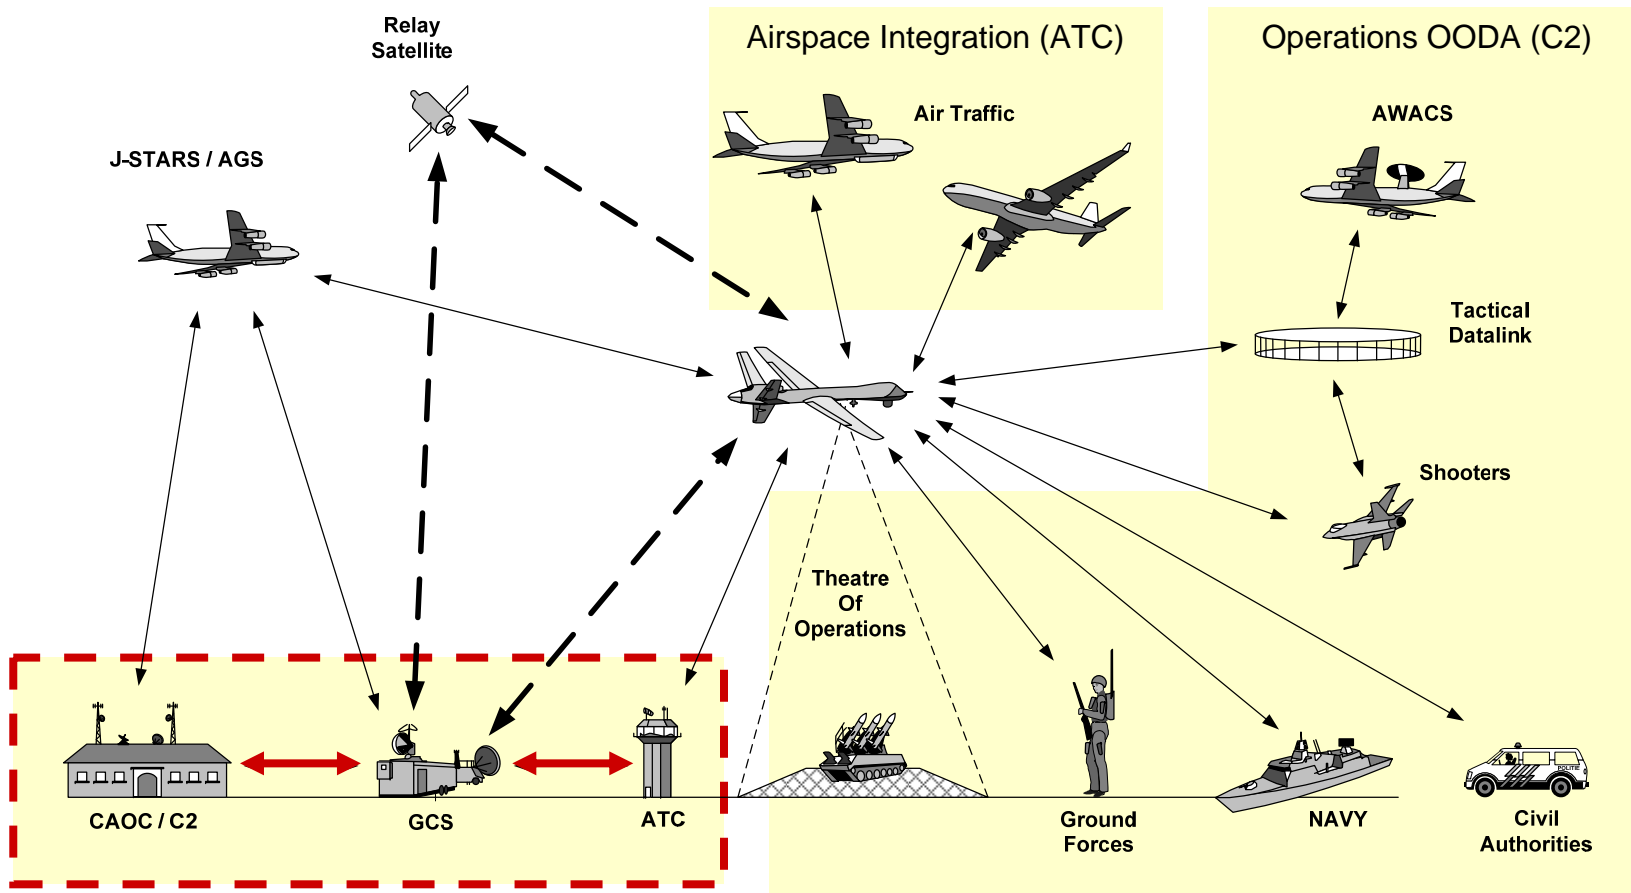 Relay
Satellite
Airspace Integration (ATC)
Operations OODA (C2)
Air Traffic
AWACS
J-STARS / AGS
Tactical
Datalink
Shooters
Theatre
Of
Operations
POLITIE
CAOC / C2
GCS
ATC
Ground
Forces
NAVY
Civil
Authorities